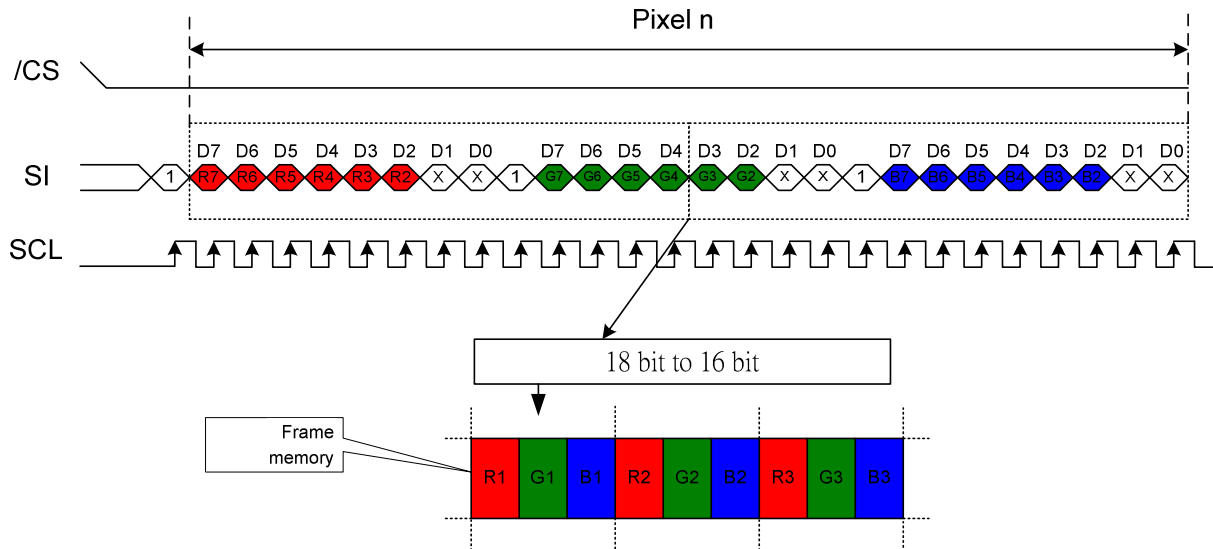 Pixel n
/CS
D7 D6 D5 D4 D3 D2 D1 D0 D7 D6 D5 D4 D3 D2 D1 D0 D7 D6 D5 D4 D3 D2 D1 D0
SI 1 R7 R6 R5 R4 R3 R2 X X 1 G7 G6 G5 G4 G3 G2 X X 1 B7 B6 B5 B4 B3 B2 X X
SCL
18 bit to 16 bit
Frame
memory
R1 G1 B1 R2 G2 B2 R3 G3 B3